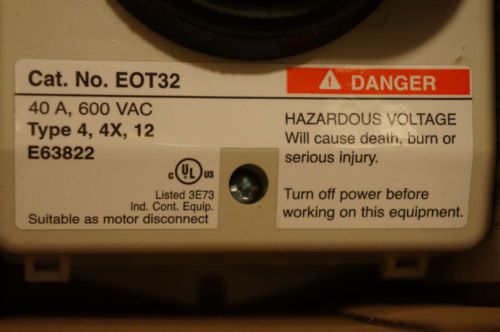 Cat. No. EOT32
40 A, 600 VAC
Type 4, 4X, 12
E63822
C UL US
Listed 3E73
Ind. Cont. Equip.
Suitable as motor disconnect
DANGER
HAZARDOUS VOLTAGE
Will cause death, burn or
serious injury.
Turn off power before
working on this equipment.